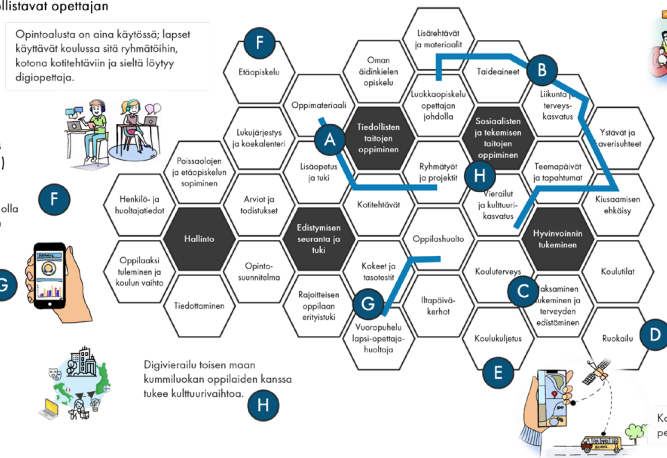 llistavat opettajan
Opintoalusta on aina käytössä; lapset
käyttävät koulussa sitä ryhmätöihin,
kotona kotitehtäviin ja sieltä löytyy
digiopettaja.
F
Etäopiskelu
Oppimateriaali
Oman
äidinkielen
opiskelu
Lisärehtävät
ja materiaalit
Luokkaopiskelu
opettajan
johdolla
Taideaineet
B
Liikunta ja
terveys-
kasvatus
Ystävät ja
kaverisuhteet
Lukujärjestys
ja koekalenteri
A
Tiedollisten
taitojen
oppiminen
Sosiaalisten
ja tekemisen
taitojen
oppiminen
Poissaolojen
ja etäopiskelun
sopiminen
Lisäopetus
ja tuki
Ryhmätyöt
ja projektit
H
Teemapäivät
ja tapahtumat
)
F
olla
Henkilö- ja
huoltajatiedot
Arviot ja
todistukset
Kotitehtävät
Vierailut
ja kulttuuri-
kasvatus
Kiusaamisen
ehkäisy
Hallinto
Edistymisen
seuranta ja
tuki
Oppilashuolto
Hyvinvoinnin
tukeminen
Oppilaaksi
tuleminen ja
koulun vaihto
Opinto-
suunnitelma
Kokeet ja
tasotestit
Kouluterveys
Koulutilat
G
Tiedottaminen
Rajoitteisen
oppilaan
erityistuki
G
Vuoropuhelu
lapsi-opettaja-
huoltaja
Iltapäivä-
kerhot
C
tukeminen ja
terveyden
edistäminen
Koulukuljetus
Ruokailu
D
E
Digivierailu toisen maan
kummiluokan oppilaiden kanssa
tukee kulttuurivaihtoa.
H